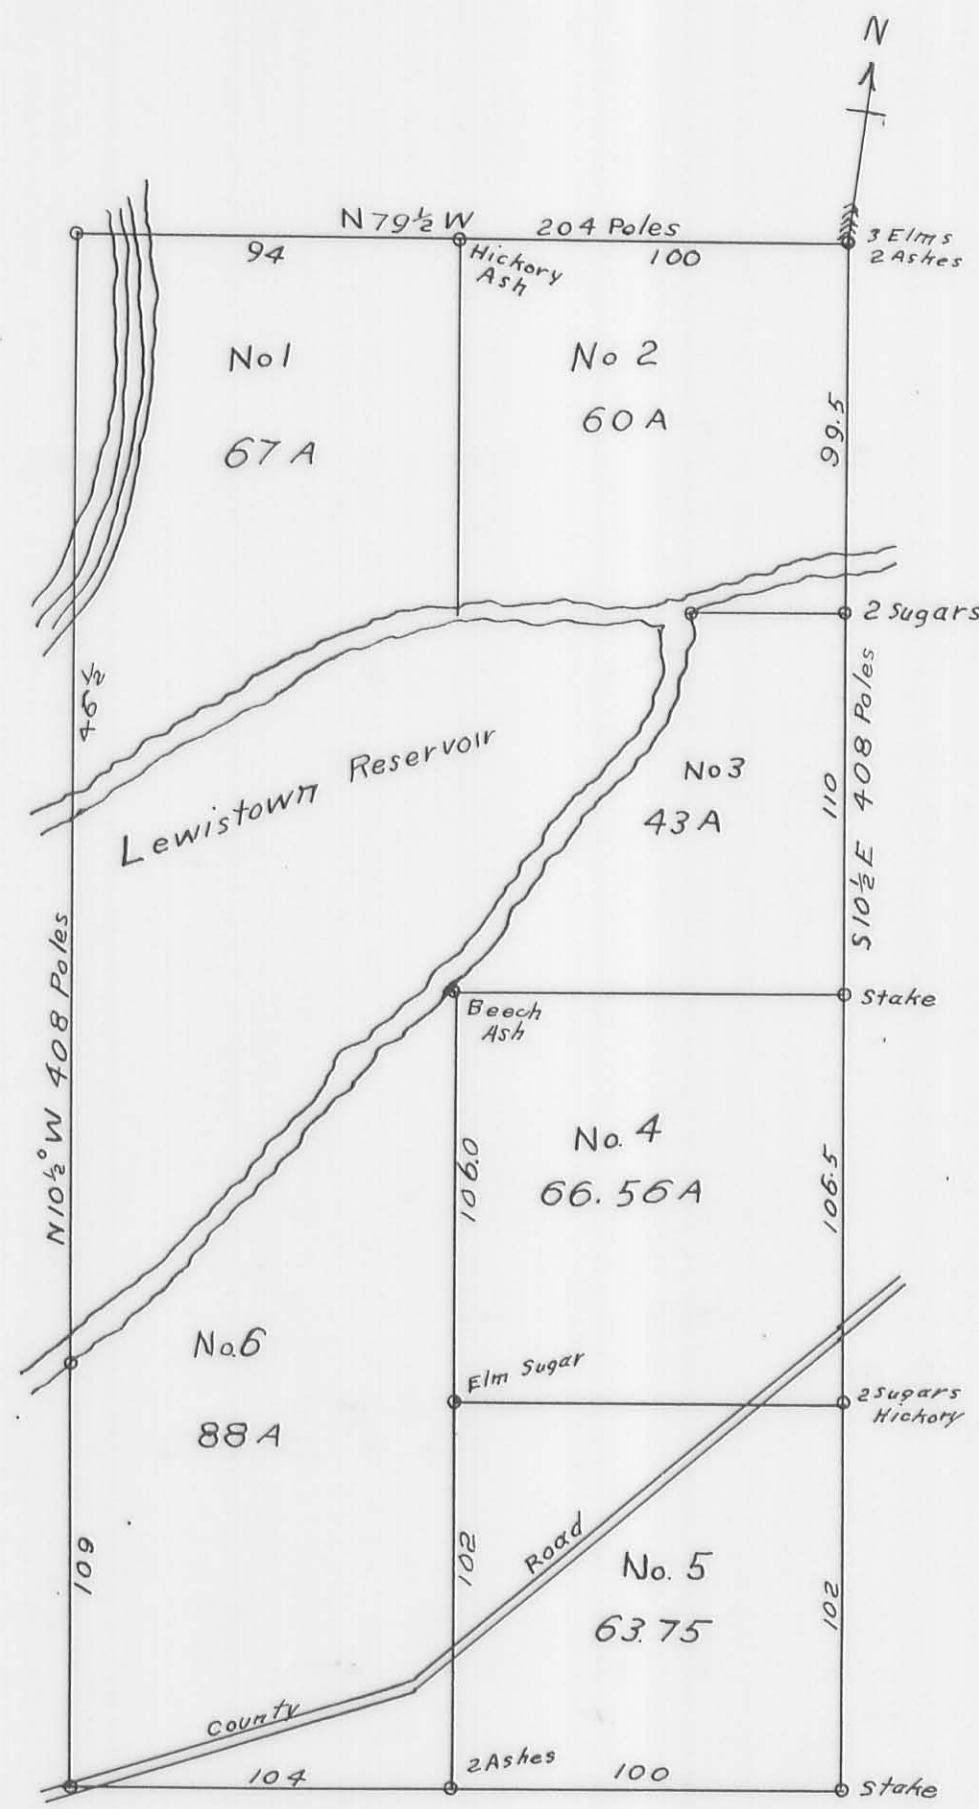 N
N 79½ W 204 Poles
3 Elms
2 Ashes
94
100
Hickory
Ash
No 1
67 A
No 2
60 A
99.5
2 Sugars
46½
Lewistown Reservoir
No 3
43 A
110
S10½E 408 Poles
N10½°W 408 Poles
Stake
Beech
Ash
No. 4
66.56 A
106.0
106.5
No. 6
88 A
Elm Sugar
2 Sugars
Hickory
109
102
Road
No. 5
63.75
102
County
2 Ashes
104
100
Stake